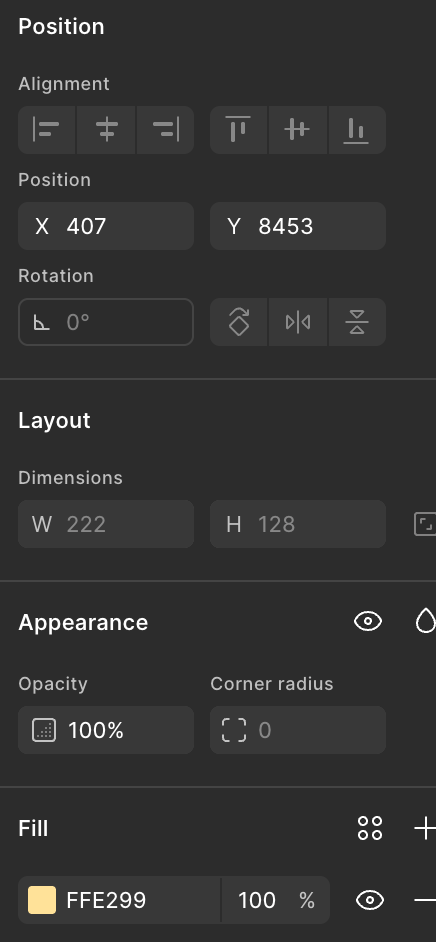 Position
Alignment
Position
X 407 Y 8453
Rotation
0°
Layout
Dimensions
W 222 H 128
Appearance
Opacity Corner radius
100% 0
Fill
FFE299 100 %